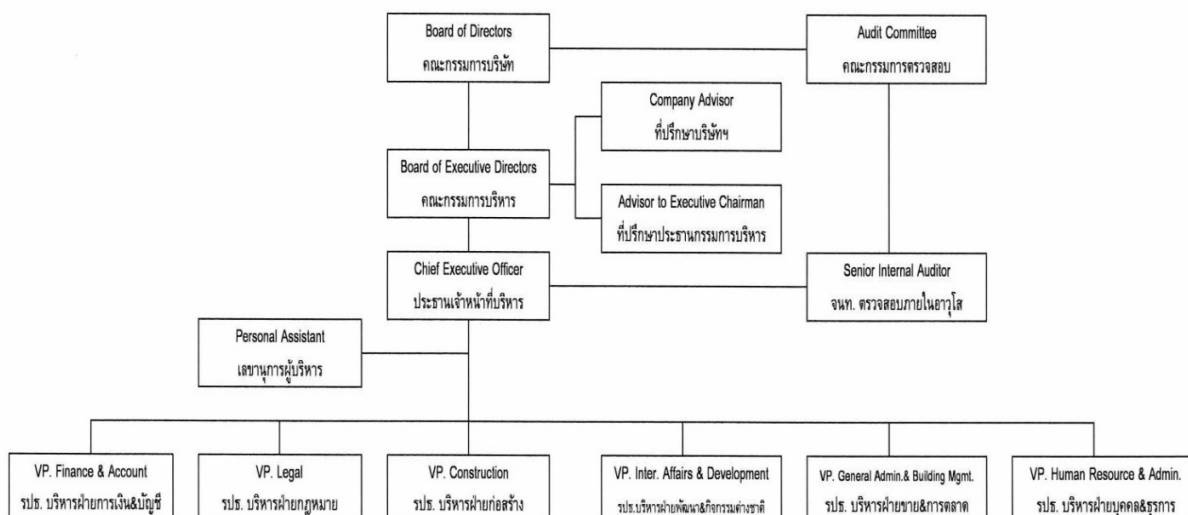 Board of Directors
คณะกรรมการบริษัท
Audit Committee
คณะกรรมการตรวจสอบ
Company Advisor
ที่ปรึกษาบริษัทฯ
Board of Executive Directors
คณะกรรมการบริหาร
Advisor to Executive Chairman
ที่ปรึกษาประธานกรรมการบริหาร
Chief Executive Officer
ประธานเจ้าหน้าที่บริหาร
Senior Internal Auditor
จนท. ตรวจสอบภายในอาวุโส
Personal Assistant
เลขานุการผู้บริหาร
VP. Finance & Account
รปธ. บริหารฝ่ายการเงิน&บัญชี
VP. Legal
รปธ. บริหารฝ่ายกฎหมาย
VP. Construction
รปธ. บริหารฝ่ายก่อสร้าง
VP. Inter. Affairs & Development
รปธ.บริหารฝ่ายพัฒนา&กิจกรรมต่างชาติ
VP. General Admin.& Building Mgmt.
รปธ. บริหารฝ่ายขาย&การตลาด
VP. Human Resource & Admin.
รปธ. บริหารฝ่ายบุคคล&ธุรการ